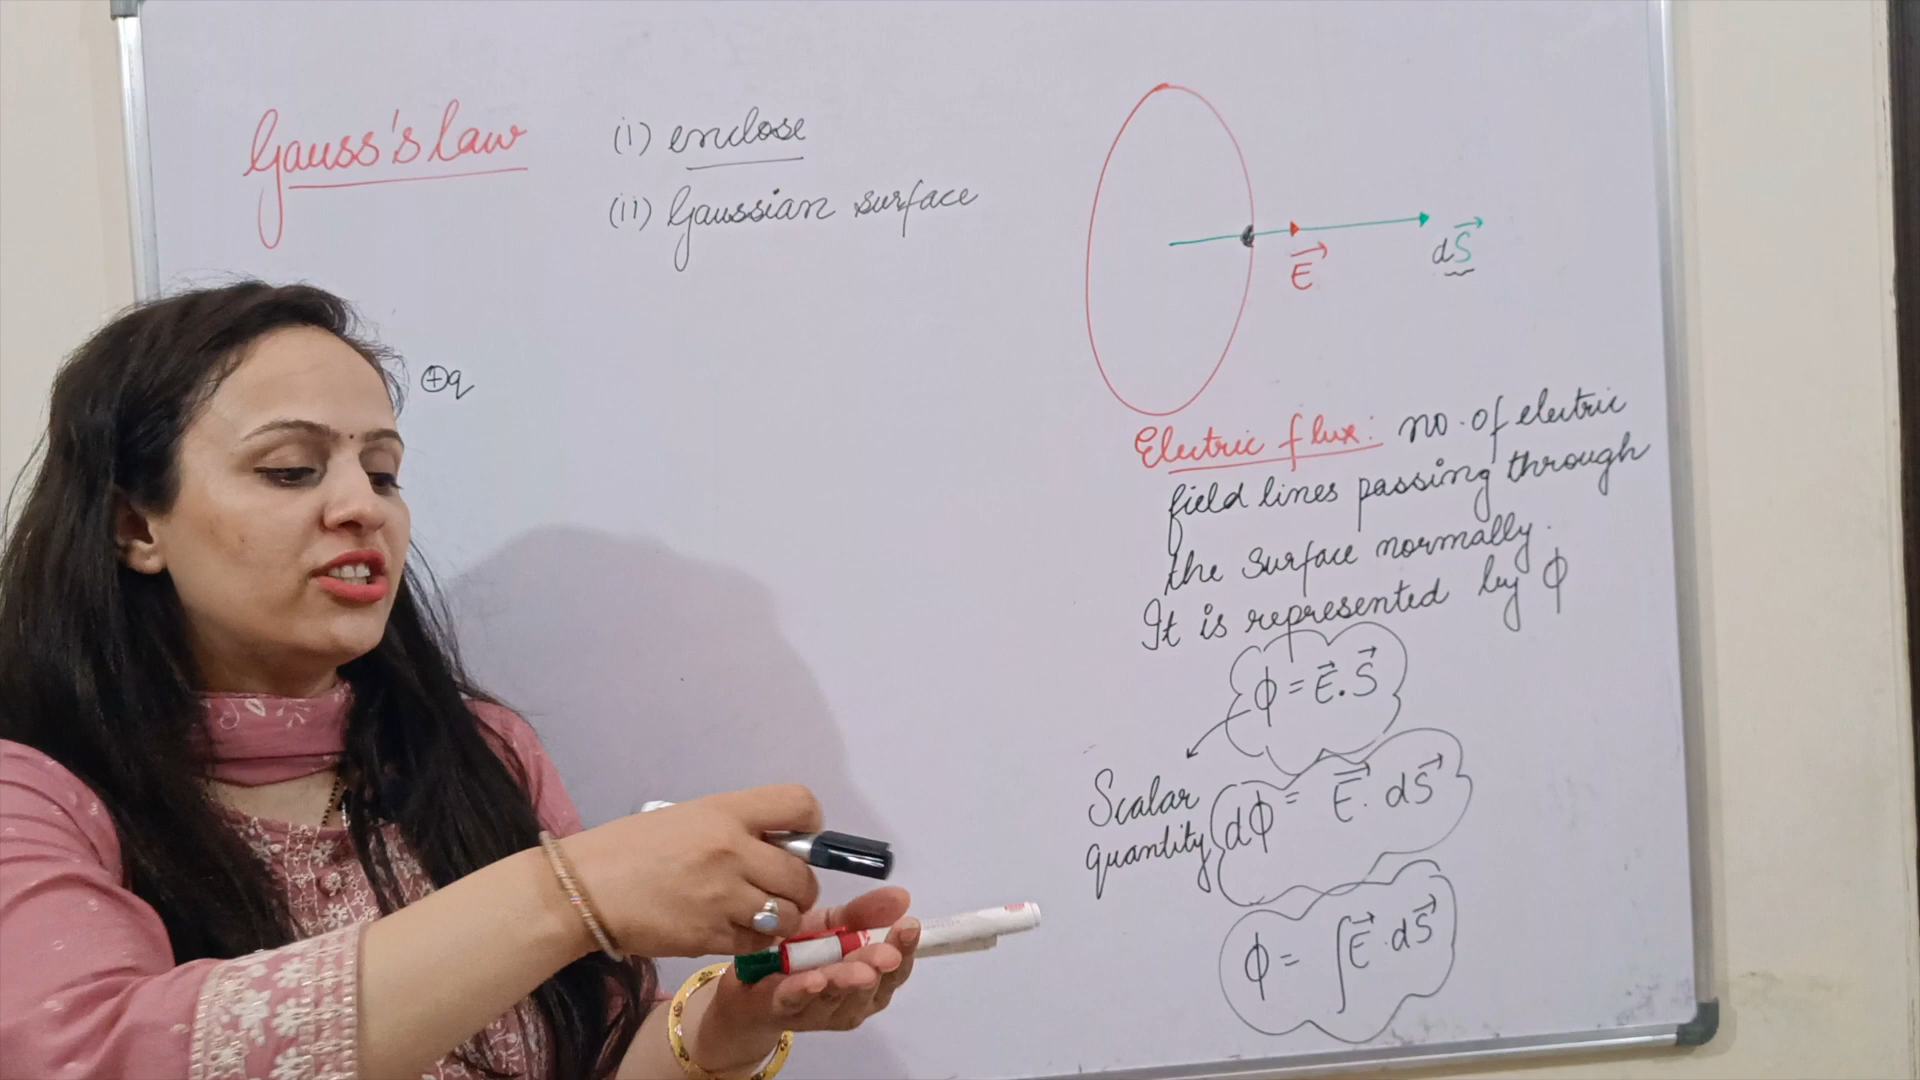 Gauss's law
(i) enclose
(ii) Gaussian surface
⊕q
E⃗
dS⃗
Electric flux: no. of electric
field lines passing through
the surface normally.
It is represented by ϕ
ϕ = E⃗. S⃗
Scalar
quantity
dϕ = E⃗. dS⃗
ϕ = ∫E⃗.dS⃗